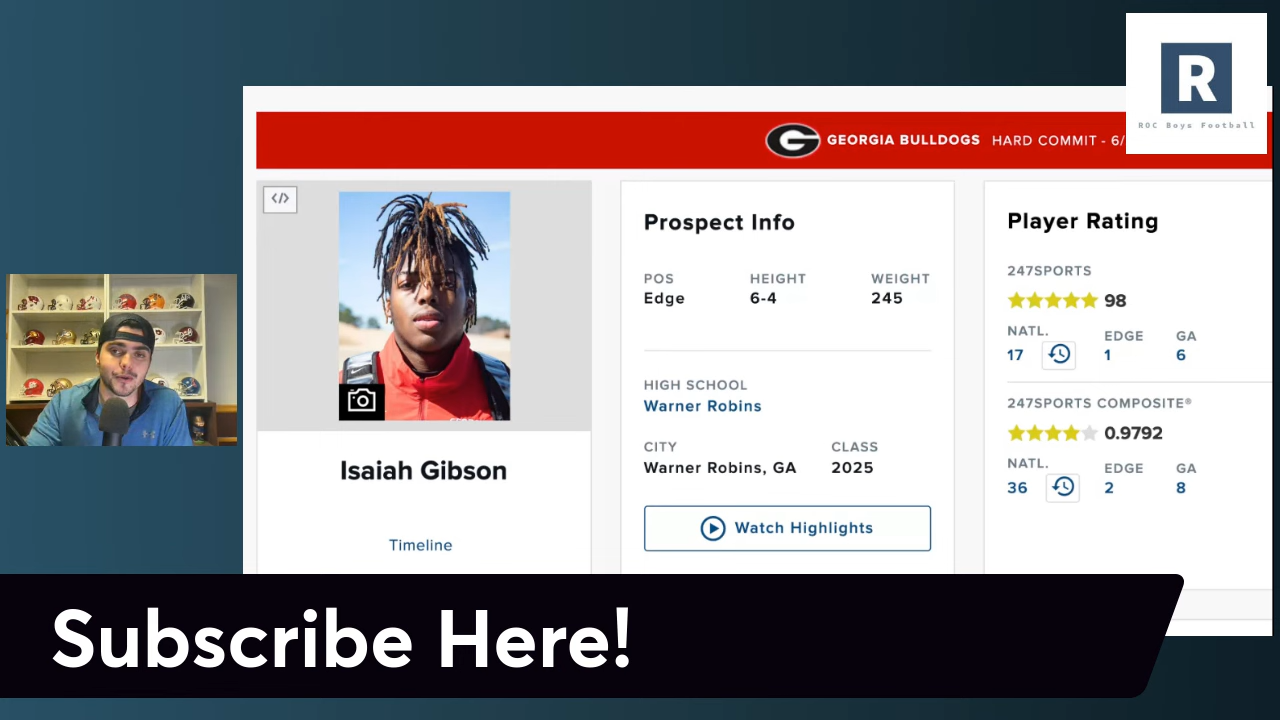 R
ROC Boys Football
GEORGIA BULLDOGS HARD COMMIT - 6/
</>
Isaiah Gibson
Timeline
Prospect Info
POS HEIGHT WEIGHT
Edge 6-4 245
HIGH SCHOOL
Warner Robins
CITY CLASS
Warner Robins, GA 2025
Watch Highlights
Player Rating
247SPORTS
98
NATL. EDGE GA
17 1 6
247SPORTS COMPOSITE®
0.9792
NATL. EDGE GA
36 2 8
Subscribe Here!